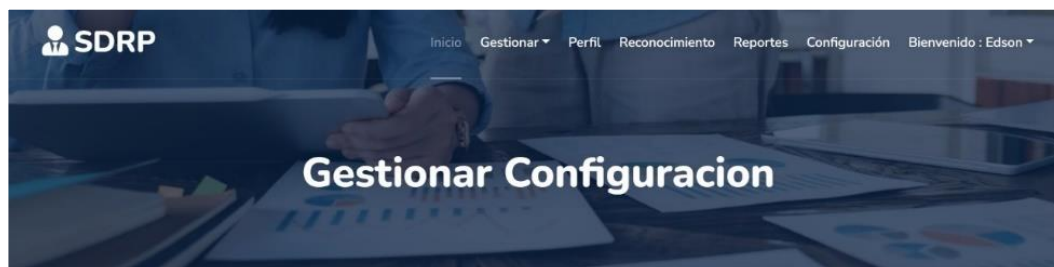 SDRP
Inicio Gestionar Perfil Reconocimiento Reportes Configuración Bienvenido : Edson
Gestionar Configuracion